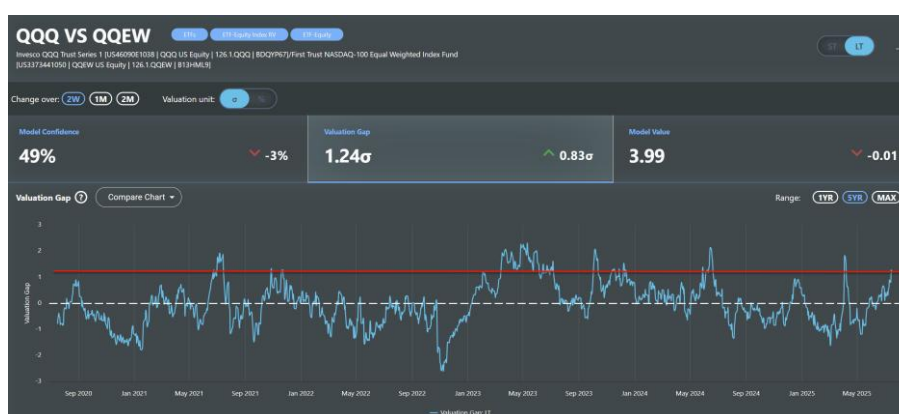 QQQ VS QQEW
ETFs
ETF-Equity Index RV
ETF-Equity
Invesco QQQ Trust Series 1 [US46090E1038 | QQQ US Equity | 126.1.QQQ | BDQYP67]/First Trust NASDAQ-100 Equal Weighted Index Fund
[US3373441050 | QQEW US Equity | 126.1.QQEW | B13HML9]
ST LT
Change over: 2W 1M 2M Valuation unit: σ %
Model Confidence
49% -3%
Valuation Gap
1.24σ 0.83σ
Model Value
3.99 -0.01
Valuation Gap ? Compare Chart Range: 1YR 5YR MAX
3
2
1
0
-1
-2
-3
Valuation Gap
Sep 2020 Jan 2021 May 2021 Sep 2021 Jan 2022 May 2022 Sep 2022 Jan 2023 May 2023 Sep 2023 Jan 2024 May 2024 Sep 2024 Jan 2025 May 2025
Valuation Gap: LT